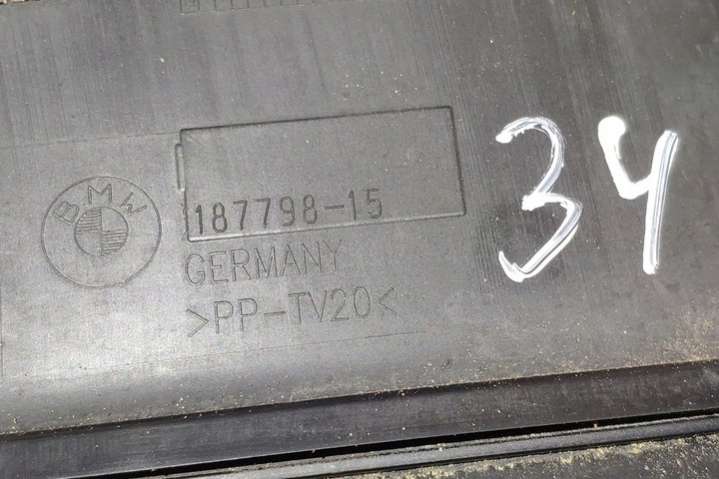 BMW
187798-15
GERMANY
>PP-TV20<
34